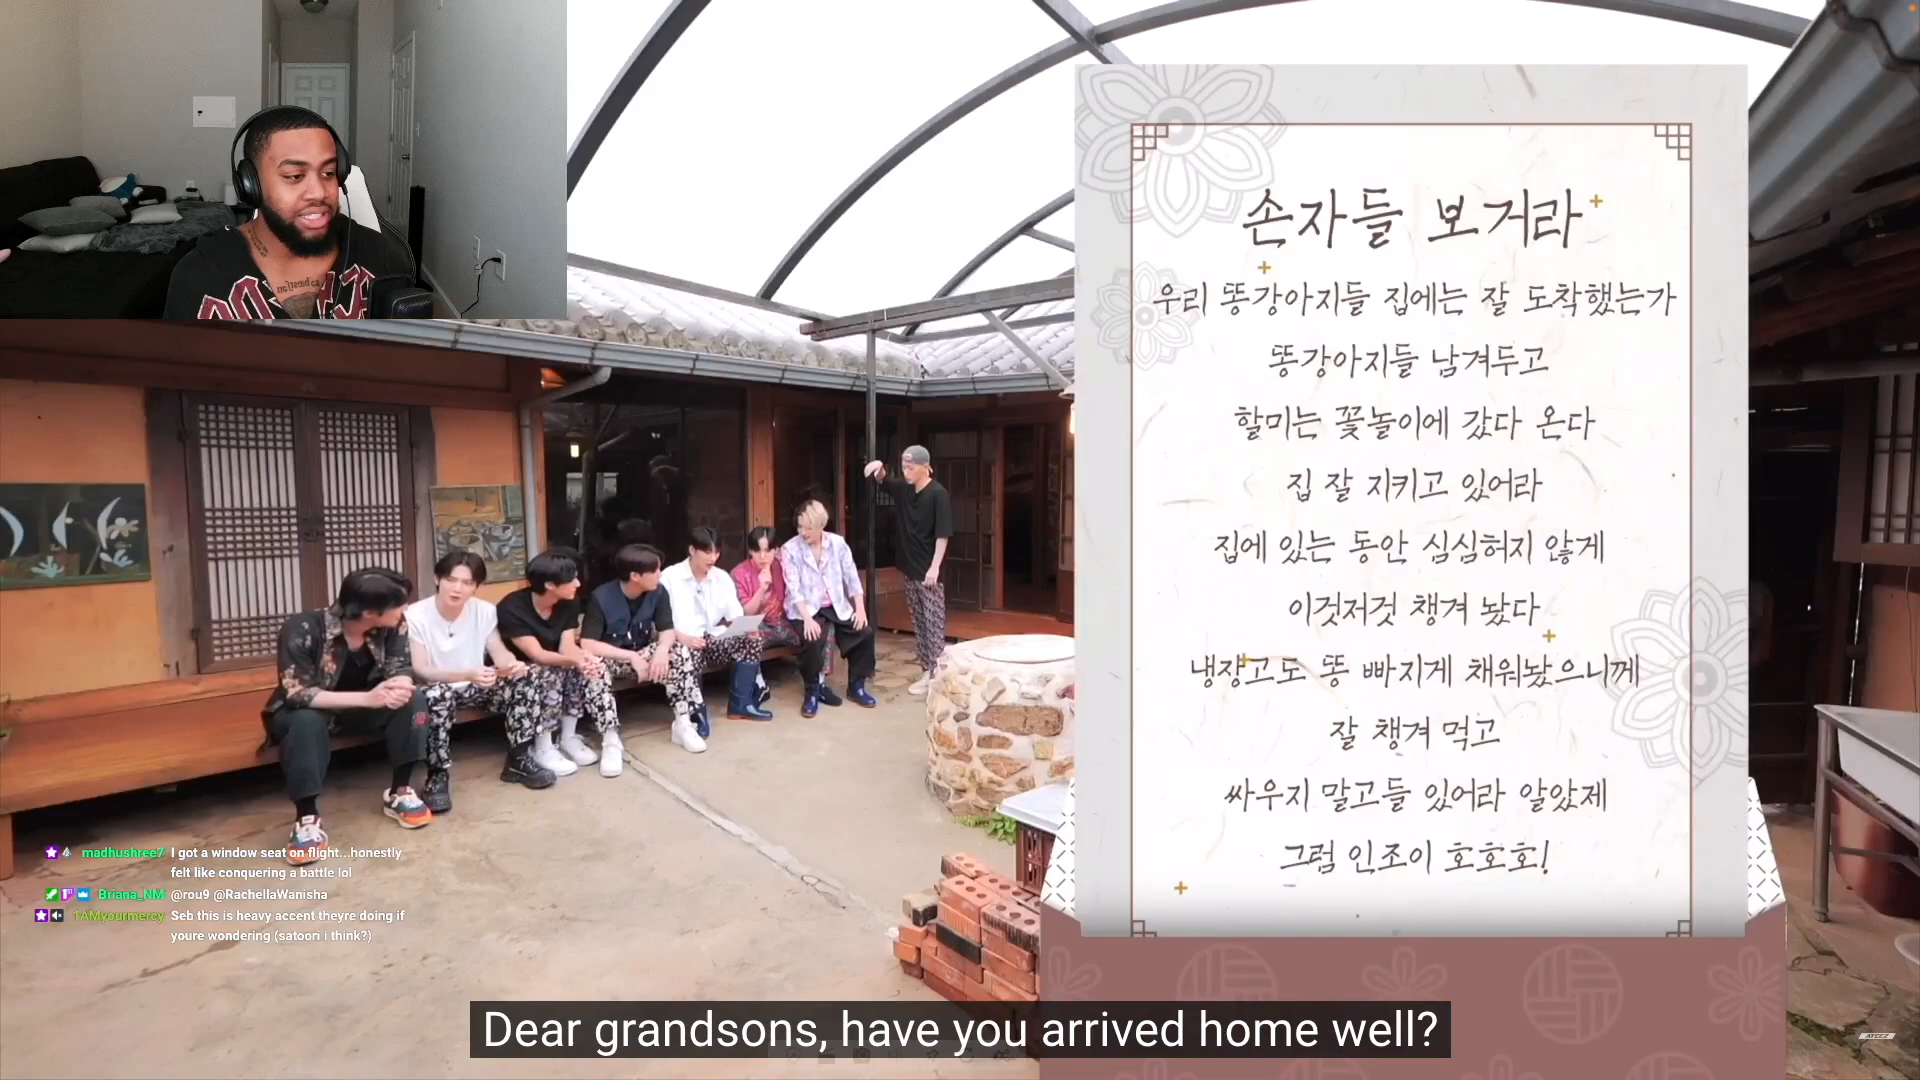 손자들 보거라
우리 똥강아지들 집에는 잘 도착했는가
똥강아지들 남겨두고
할미는 꽃놀이에 갔다 온다
집 잘 지키고 있어라
집에 있는 동안 심심허지 않게
이것저것 챙겨 놨다
냉장고도 똥 빠지게 채워놨으니께
잘 챙겨 먹고
싸우지 말고들 있어라 알았제
그럼 인조이 호호호!
madhushree7 I got a window seat on flight...honestly
felt like conquering a battle lol
Briana_NM @rou9 @RachellaWanisha
1AMyourmercy Seb this is heavy accent theyre doing if
youre wondering (satoori i think?)
Dear grandsons, have you arrived home well?
ATEEZ